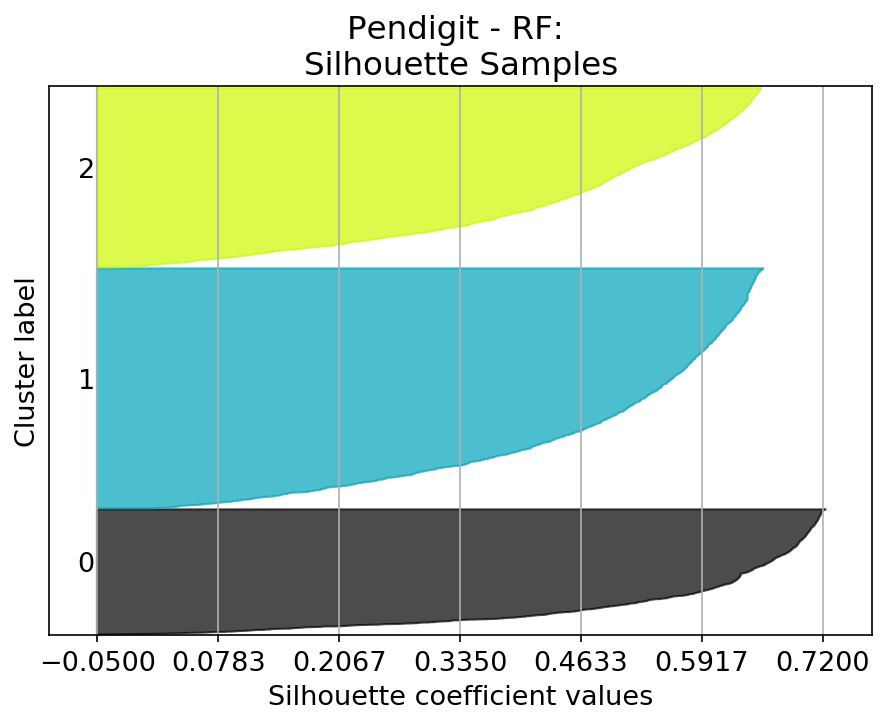 Pendigit - RF:
Silhouette Samples
2
1
0
Cluster label
−0.0500 0.0783 0.2067 0.3350 0.4633 0.5917 0.7200
Silhouette coefficient values